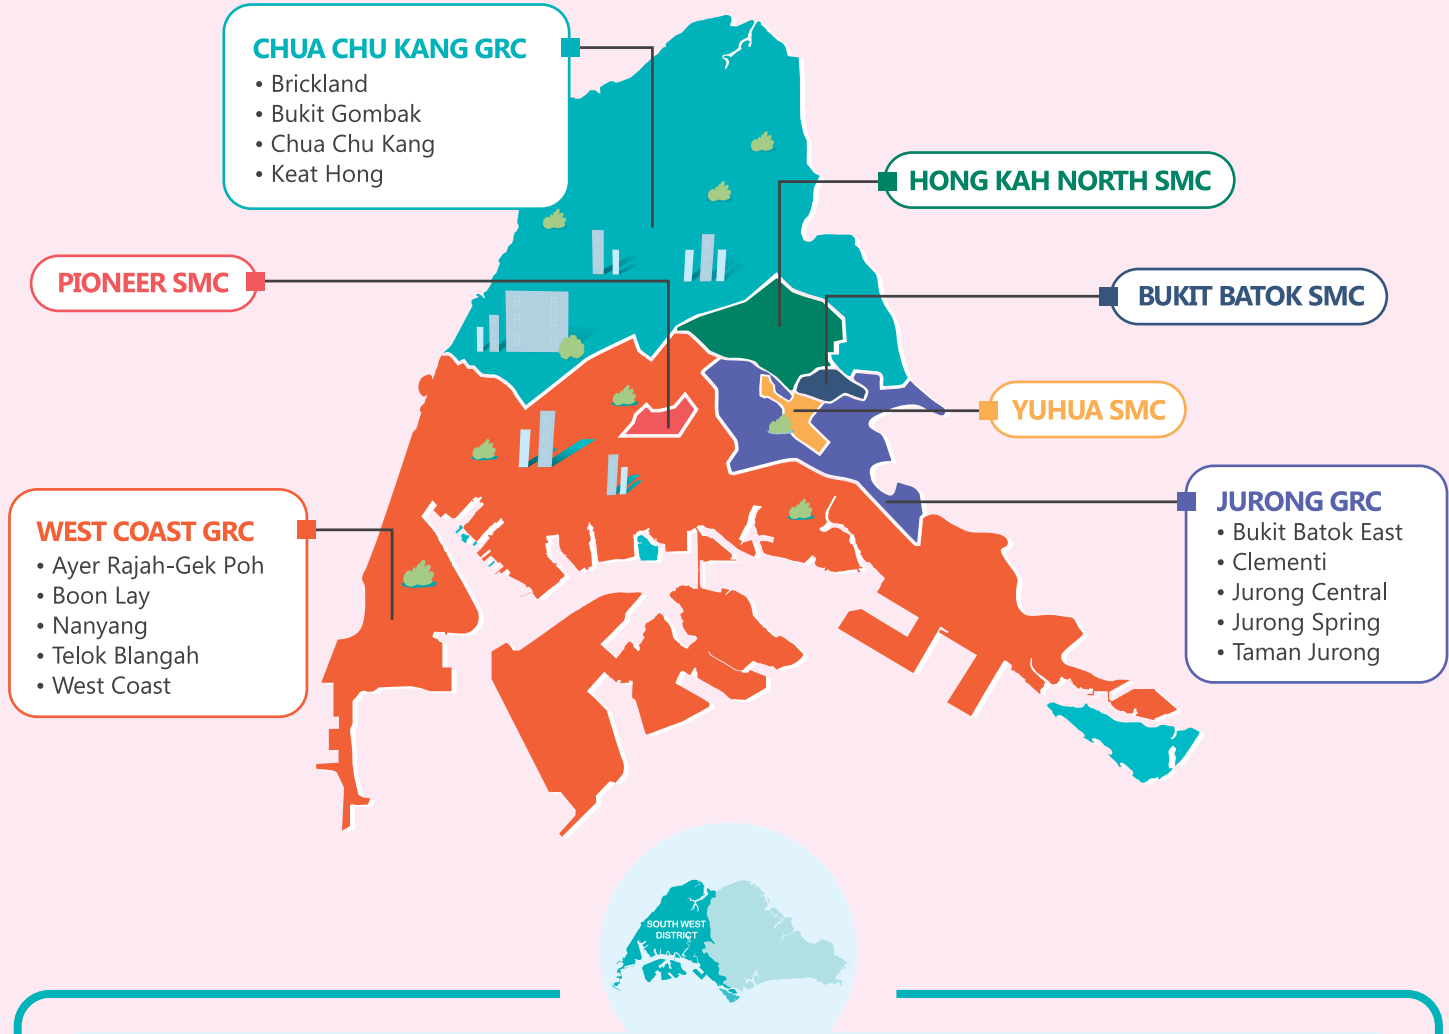 CHUA CHU KANG GRC
• Brickland
• Bukit Gombak
• Chua Chu Kang
• Keat Hong
HONG KAH NORTH SMC
PIONEER SMC
BUKIT BATOK SMC
YUHUA SMC
WEST COAST GRC
• Ayer Rajah-Gek Poh
• Boon Lay
• Nanyang
• Telok Blangah
• West Coast
JURONG GRC
• Bukit Batok East
• Clementi
• Jurong Central
• Jurong Spring
• Taman Jurong
SOUTH WEST
DISTRICT